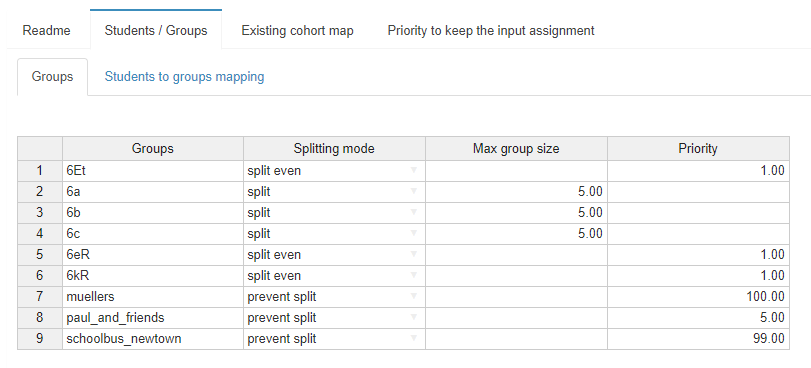 Readme Students / Groups Existing cohort map Priority to keep the input assignment
Groups Students to groups mapping
Groups Splitting mode Max group size Priority
1 6Et split even 1.00
2 6a split 5.00
3 6b split 5.00
4 6c split 5.00
5 6eR split even 1.00
6 6kR split even 1.00
7 muellers prevent split 100.00
8 paul_and_friends prevent split 5.00
9 schoolbus_newtown prevent split 99.00